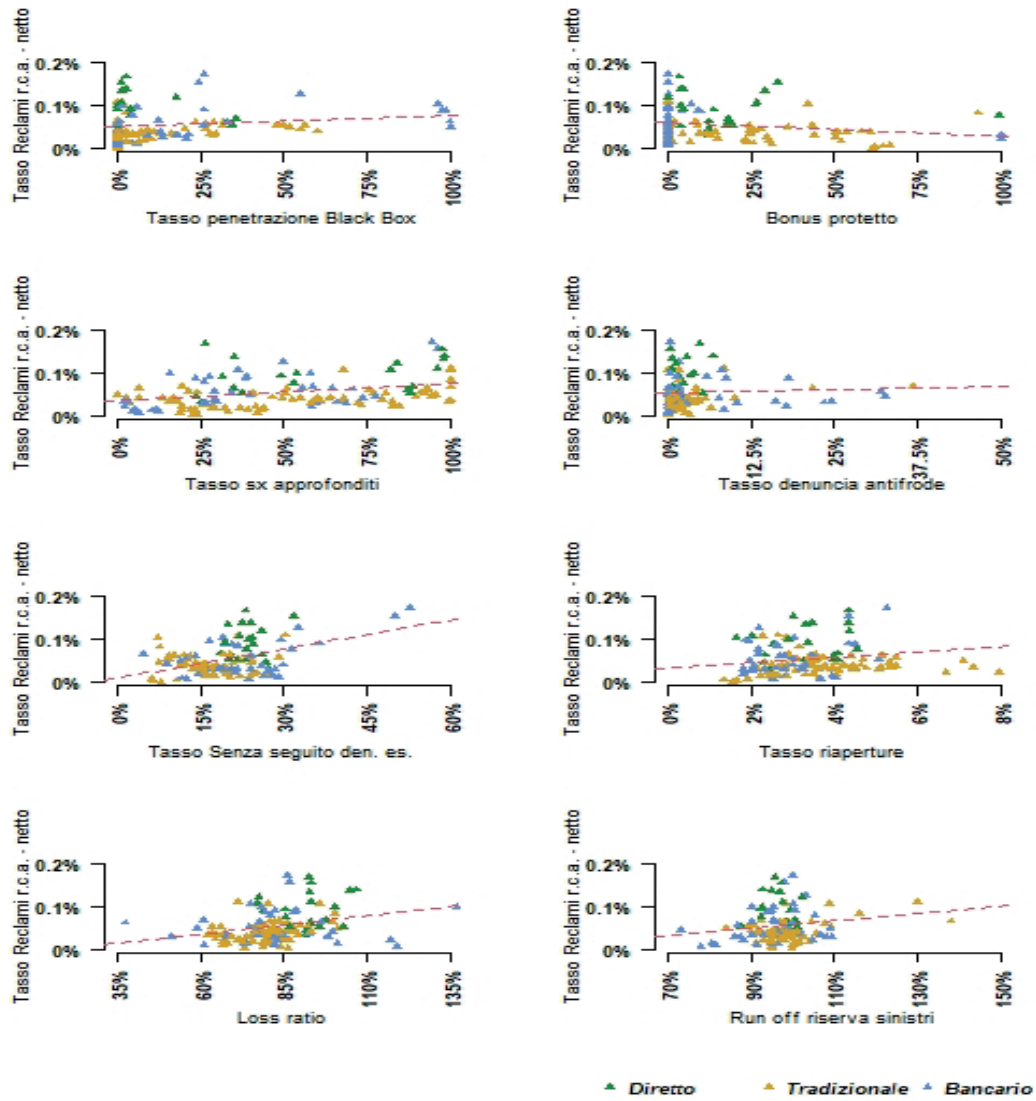 Tasso Reclami r.c.a. - netto
0.2%
0.1%
0%
0% 25% 50% 75% 100%
Tasso penetrazione Black Box
Tasso Reclami r.c.a. - netto
0.2%
0.1%
0%
0% 25% 50% 75% 100%
Bonus protetto
Tasso Reclami r.c.a. - netto
0.2%
0.1%
0%
0% 25% 50% 75% 100%
Tasso sx approfonditi
Tasso Reclami r.c.a. - netto
0.2%
0.1%
0%
0% 12.5% 25% 37.5% 50%
Tasso denuncia antifrode
Tasso Reclami r.c.a. - netto
0.2%
0.1%
0%
0% 15% 30% 45% 60%
Tasso Senza seguito den. es.
Tasso Reclami r.c.a. - netto
0.2%
0.1%
0%
0% 2% 4% 6% 8%
Tasso riaperture
Tasso Reclami r.c.a. - netto
0.2%
0.1%
0%
35% 60% 85% 110% 135%
Loss ratio
Tasso Reclami r.c.a. - netto
0.2%
0.1%
0%
70% 90% 110% 130% 150%
Run off riserva sinistri
Diretto Tradizionale Bancario